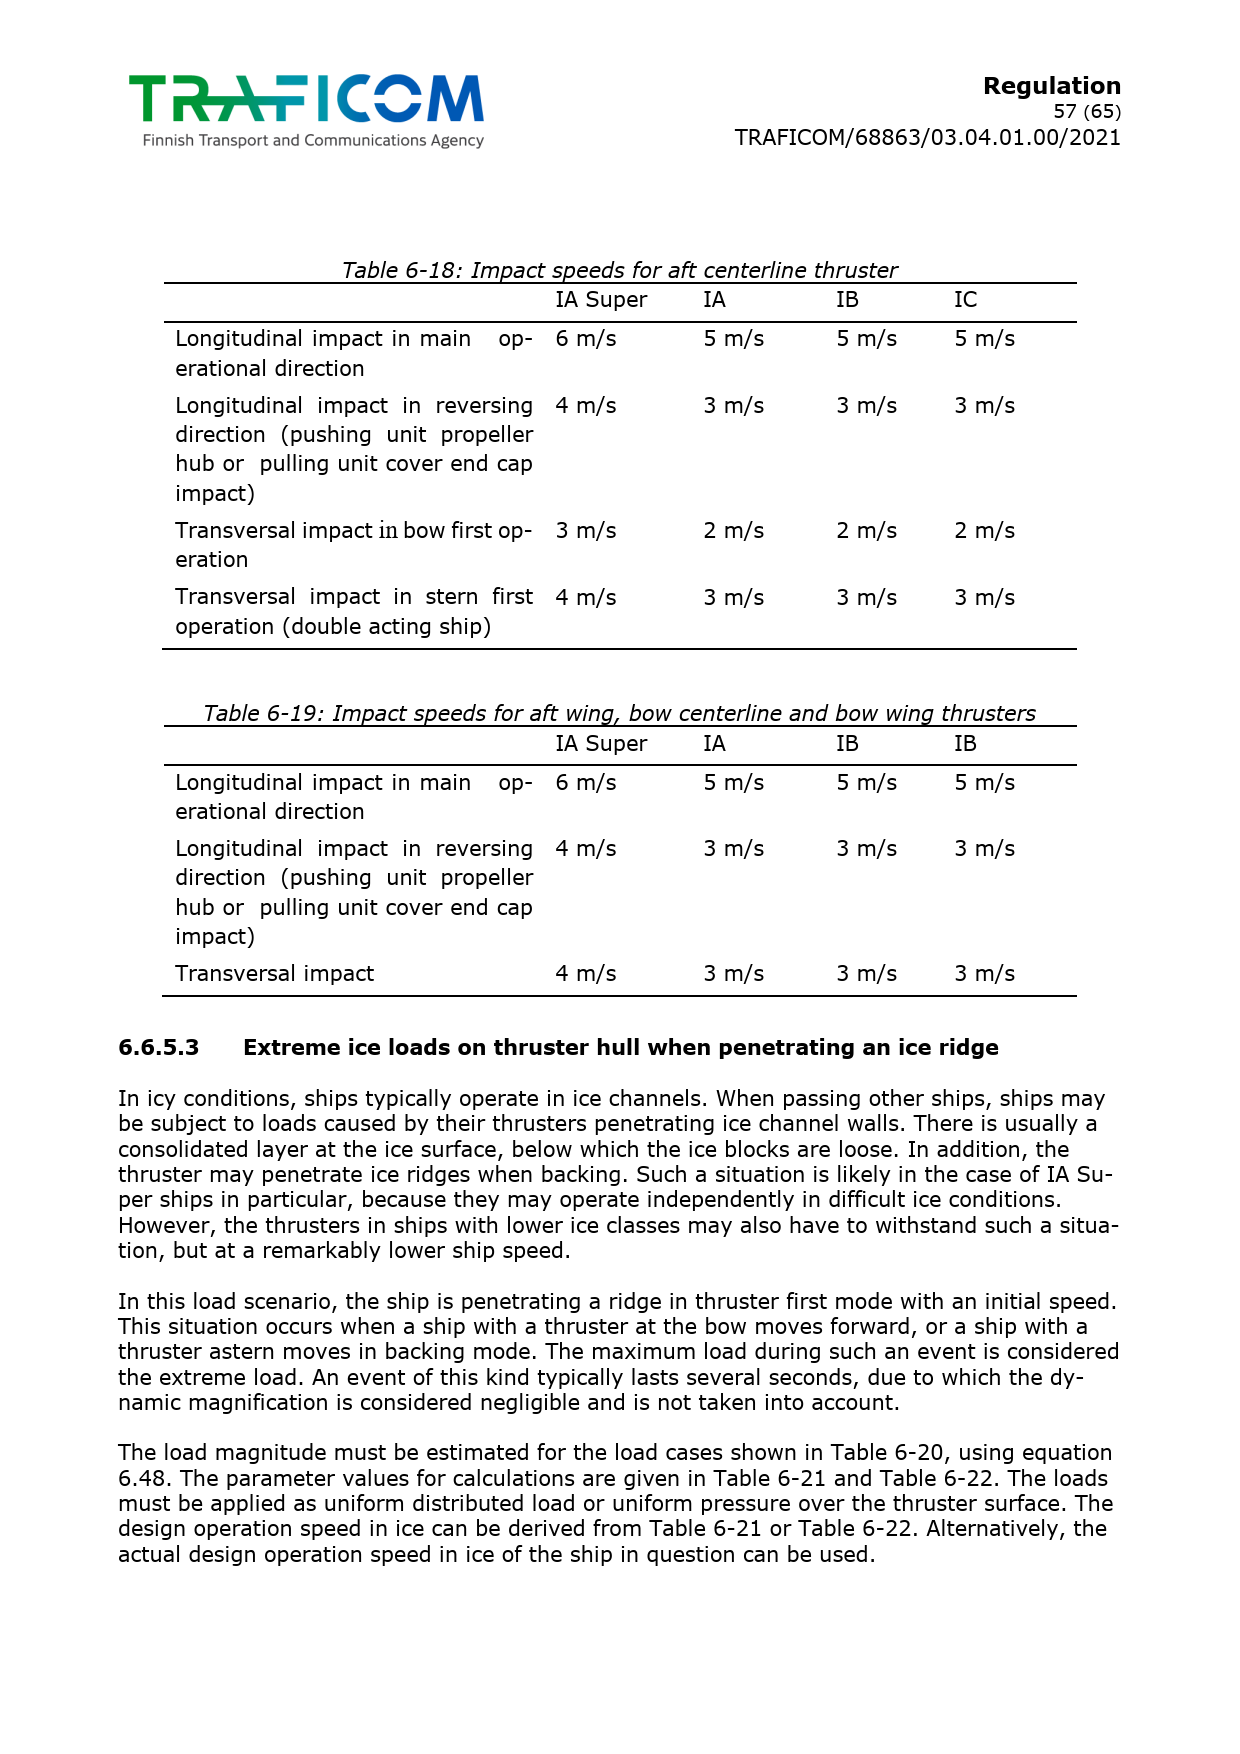 TRAFICOM
Finnish Transport and Communications Agency
Regulation
57 (65)
TRAFICOM/68863/03.04.01.00/2021
Table 6-18: Impact speeds for aft centerline thruster
IA Super IA IB IC
Longitudinal impact in main op- 6 m/s 5 m/s 5 m/s 5 m/s
erational direction
Longitudinal impact in reversing 4 m/s 3 m/s 3 m/s 3 m/s
direction (pushing unit propeller
hub or pulling unit cover end cap
impact)
Transversal impact in bow first op- 3 m/s 2 m/s 2 m/s 2 m/s
eration
Transversal impact in stern first 4 m/s 3 m/s 3 m/s 3 m/s
operation (double acting ship)
Table 6-19: Impact speeds for aft wing, bow centerline and bow wing thrusters
IA Super IA IB IB
Longitudinal impact in main op- 6 m/s 5 m/s 5 m/s 5 m/s
erational direction
Longitudinal impact in reversing 4 m/s 3 m/s 3 m/s 3 m/s
direction (pushing unit propeller
hub or pulling unit cover end cap
impact)
Transversal impact 4 m/s 3 m/s 3 m/s 3 m/s
6.6.5.3 Extreme ice loads on thruster hull when penetrating an ice ridge
In icy conditions, ships typically operate in ice channels. When passing other ships, ships may
be subject to loads caused by their thrusters penetrating ice channel walls. There is usually a
consolidated layer at the ice surface, below which the ice blocks are loose. In addition, the
thruster may penetrate ice ridges when backing. Such a situation is likely in the case of IA Su-
per ships in particular, because they may operate independently in difficult ice conditions.
However, the thrusters in ships with lower ice classes may also have to withstand such a situa-
tion, but at a remarkably lower ship speed.
In this load scenario, the ship is penetrating a ridge in thruster first mode with an initial speed.
This situation occurs when a ship with a thruster at the bow moves forward, or a ship with a
thruster astern moves in backing mode. The maximum load during such an event is considered
the extreme load. An event of this kind typically lasts several seconds, due to which the dy-
namic magnification is considered negligible and is not taken into account.
The load magnitude must be estimated for the load cases shown in Table 6-20, using equation
6.48. The parameter values for calculations are given in Table 6-21 and Table 6-22. The loads
must be applied as uniform distributed load or uniform pressure over the thruster surface. The
design operation speed in ice can be derived from Table 6-21 or Table 6-22. Alternatively, the
actual design operation speed in ice of the ship in question can be used.